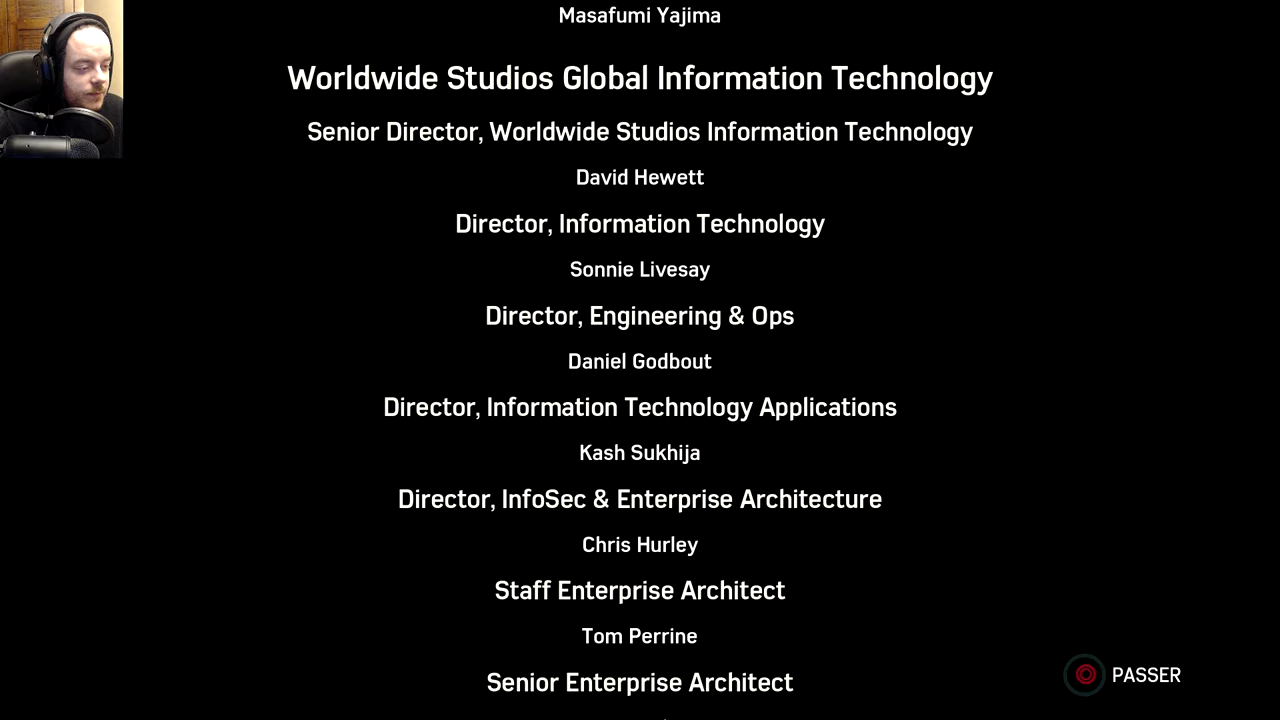 Masafumi Yajima
Worldwide Studios Global Information Technology
Senior Director, Worldwide Studios Information Technology
David Hewett
Director, Information Technology
Sonnie Livesay
Director, Engineering & Ops
Daniel Godbout
Director, Information Technology Applications
Kash Sukhija
Director, InfoSec & Enterprise Architecture
Chris Hurley
Staff Enterprise Architect
Tom Perrine
PASSER
Senior Enterprise Architect